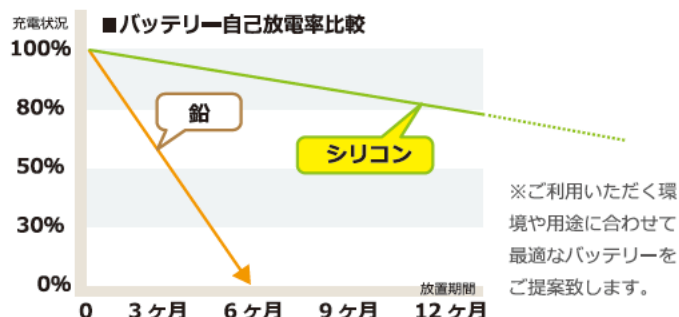 充電状況
■バッテリー自己放電率比較
100%
80%
鉛
シリコン
50%
30%
0%
放置期間
0 3ヶ月 6ヶ月 9ヶ月 12ヶ月
※ご利用いただく環
境や用途に合わせて
最適なバッテリーを
ご提案致します。